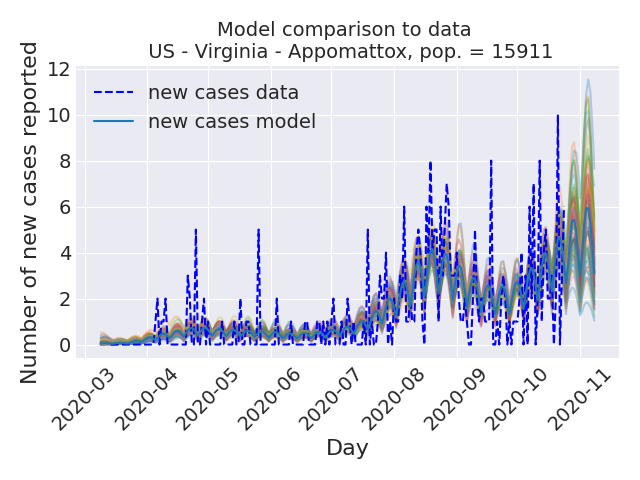 Model comparison to data
US - Virginia - Appomattox, pop. = 15911
Number of new cases reported
12
10
8
6
4
2
0
new cases data
new cases model
2020-03
2020-04
2020-05
2020-06
2020-07
2020-08
2020-09
2020-10
2020-11
Day